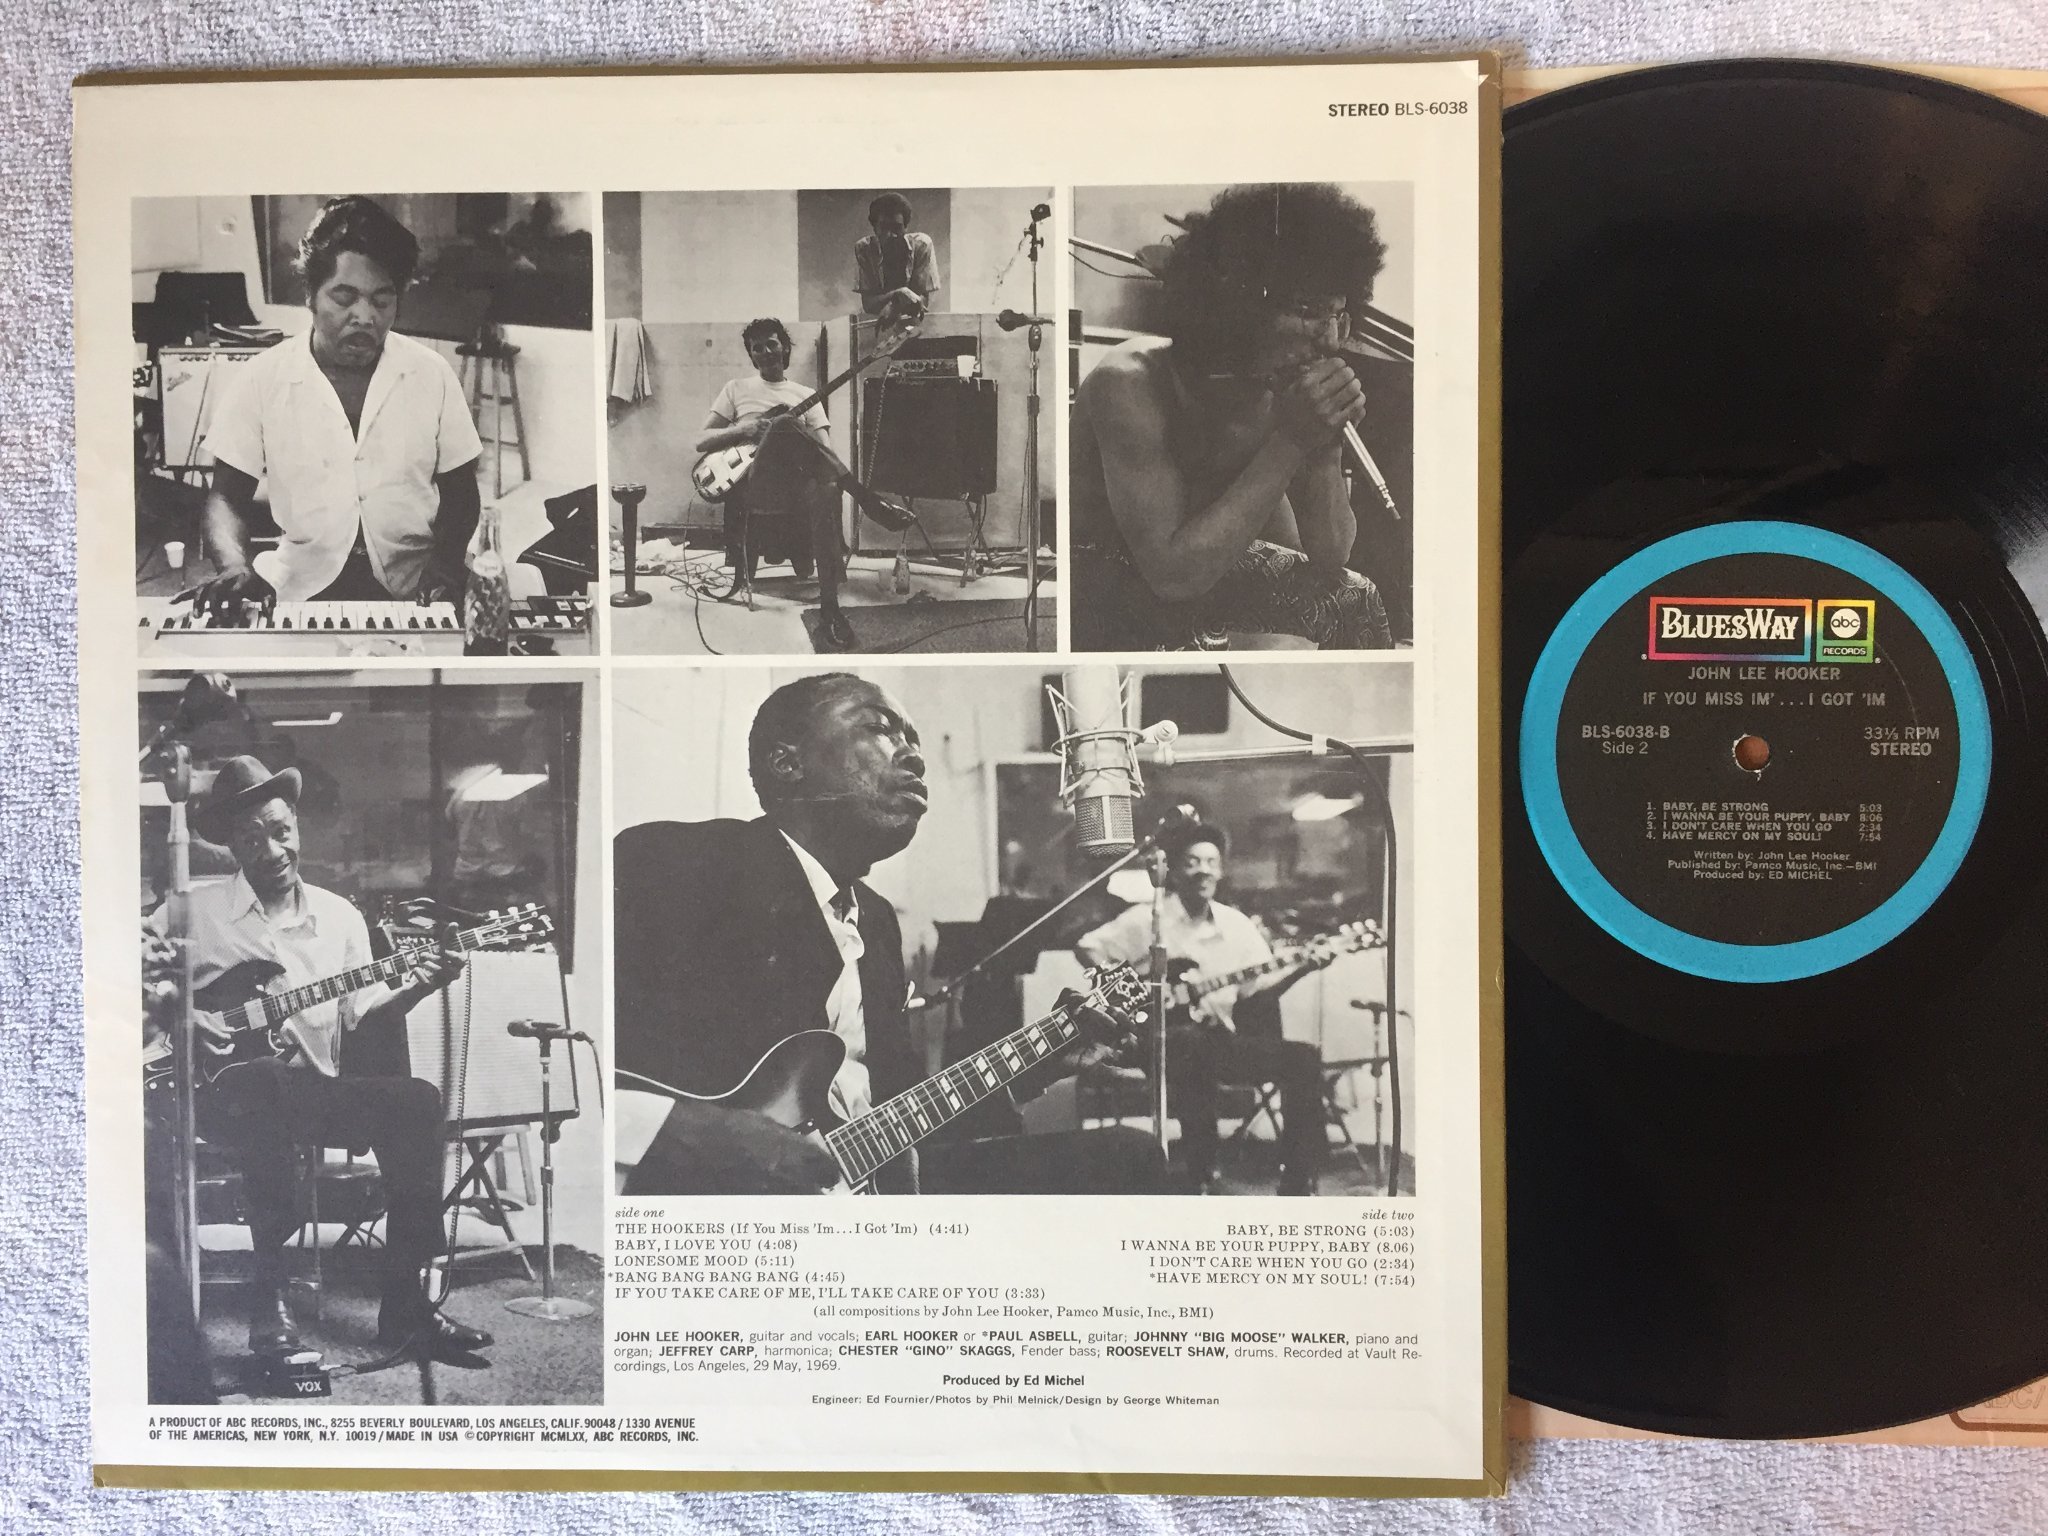 STEREO BLS-6038
VOX
side one
THE HOOKERS (If You Miss 'Im...I Got 'Im) (4:41)
BABY, I LOVE YOU (4:08)
LONESOME MOOD (5:11)
*BANG BANG BANG BANG (4:45)
IF YOU TAKE CARE OF ME, I'LL TAKE CARE OF YOU (3:33)
side two
BABY, BE STRONG (5:03)
I WANNA BE YOUR PUPPY, BABY (8.06)
I DON'T CARE WHEN YOU GO (2:34)
*HAVE MERCY ON MY SOUL! (7:54)
(all compositions by John Lee Hooker, Pamco Music, Inc., BMI)
JOHN LEE HOOKER, guitar and vocals; EARL HOOKER or *PAUL ASBELL, guitar; JOHNNY "BIG MOOSE" WALKER, piano and
organ; JEFFREY CARP, harmonica; CHESTER "GINO" SKAGGS, Fender bass; ROOSEVELT SHAW, drums. Recorded at Vault Re-
cordings, Los Angeles, 29 May, 1969.
Produced by Ed Michel
Engineer: Ed Fournier/Photos by Phil Melnick/Design by George Whiteman
A PRODUCT OF ABC RECORDS, INC., 8255 BEVERLY BOULEVARD, LOS ANGELES, CALIF. 90048 / 1330 AVENUE
OF THE AMERICAS, NEW YORK, N.Y. 10019 / MADE IN USA © COPYRIGHT MCMLXX, ABC RECORDS, INC.
BLUESWAY abc RECORDS
JOHN LEE HOOKER
IF YOU MISS IM'...I GOT 'IM
BLS-6038-B 33⅓ RPM
Side 2 STEREO
1. BABY, BE STRONG 5:03
2. I WANNA BE YOUR PUPPY, BABY 8:06
3. I DON'T CARE WHEN YOU GO 2:34
4. HAVE MERCY ON MY SOUL! 7:54
Written by: John Lee Hooker
Published by: Pamco Music, Inc.—BMI
Produced by: ED MICHEL
ABC/